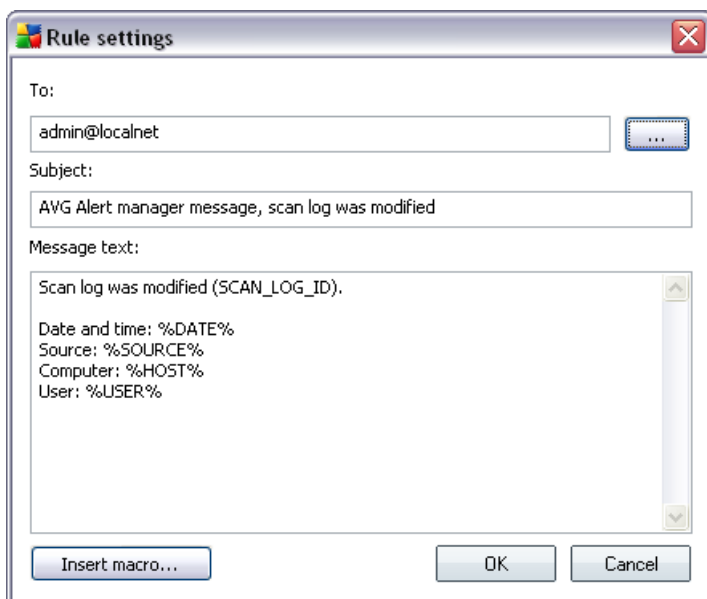 Rule settings
To:
admin@localnet
...
Subject:
AVG Alert manager message, scan log was modified
Message text:
Scan log was modified (SCAN_LOG_ID).
Date and time: %DATE%
Source: %SOURCE%
Computer: %HOST%
User: %USER%
Insert macro...
OK
Cancel